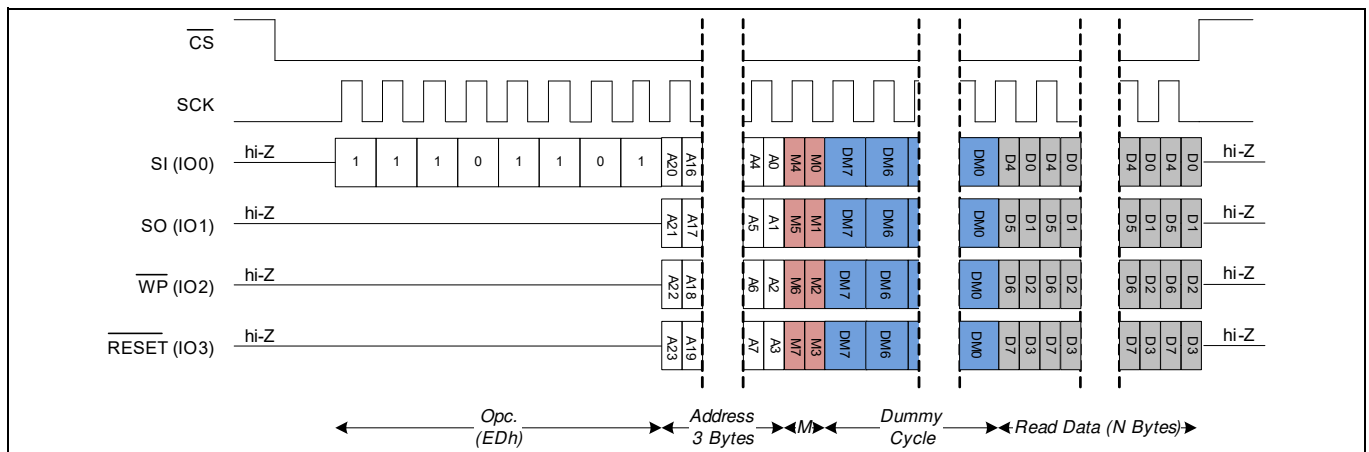 CS
SCK
SI (IO0) hi-Z 1 1 1 0 1 1 0 1 A20 A16 A4 A0 M4 M0 DM7 DM6 DM0 D4 D0 D4 D0 D4 D0 D4 D0 hi-Z
SO (IO1) hi-Z A21 A17 A5 A1 M5 M1 DM7 DM6 DM0 D5 D1 D5 D1 D5 D1 D5 D1 hi-Z
WP (IO2) hi-Z A22 A18 A6 A2 M6 M2 DM7 DM6 DM0 D6 D2 D6 D2 D6 D2 D6 D2 hi-Z
RESET (IO3) hi-Z A23 A19 A7 A3 M7 M3 DM7 DM6 DM0 D7 D3 D7 D3 D7 D3 D7 D3 hi-Z
Opc. Address M Dummy Read Data (N Bytes)
(EDh) 3 Bytes Cycle